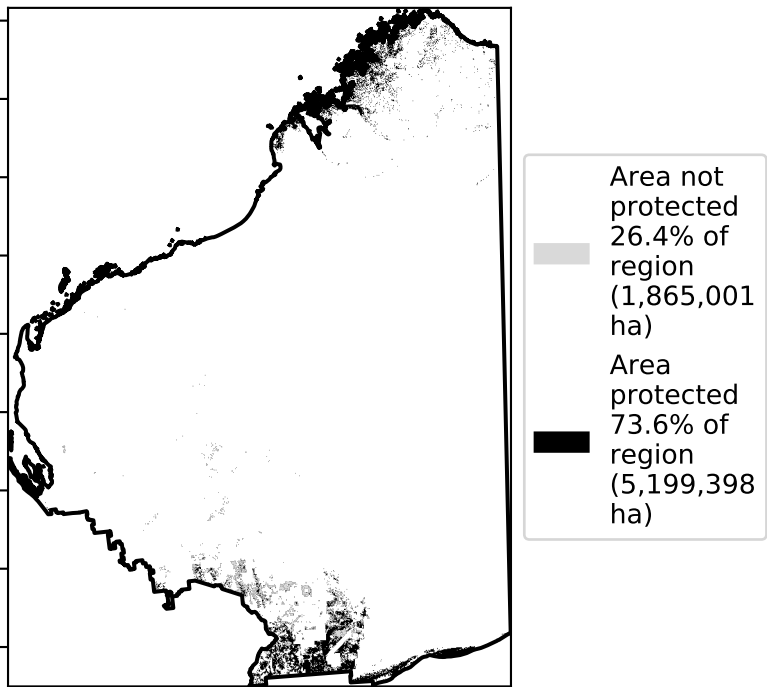 Area not
protected
26.4% of
region
(1,865,001
ha)
Area
protected
73.6% of
region
(5,199,398
ha)